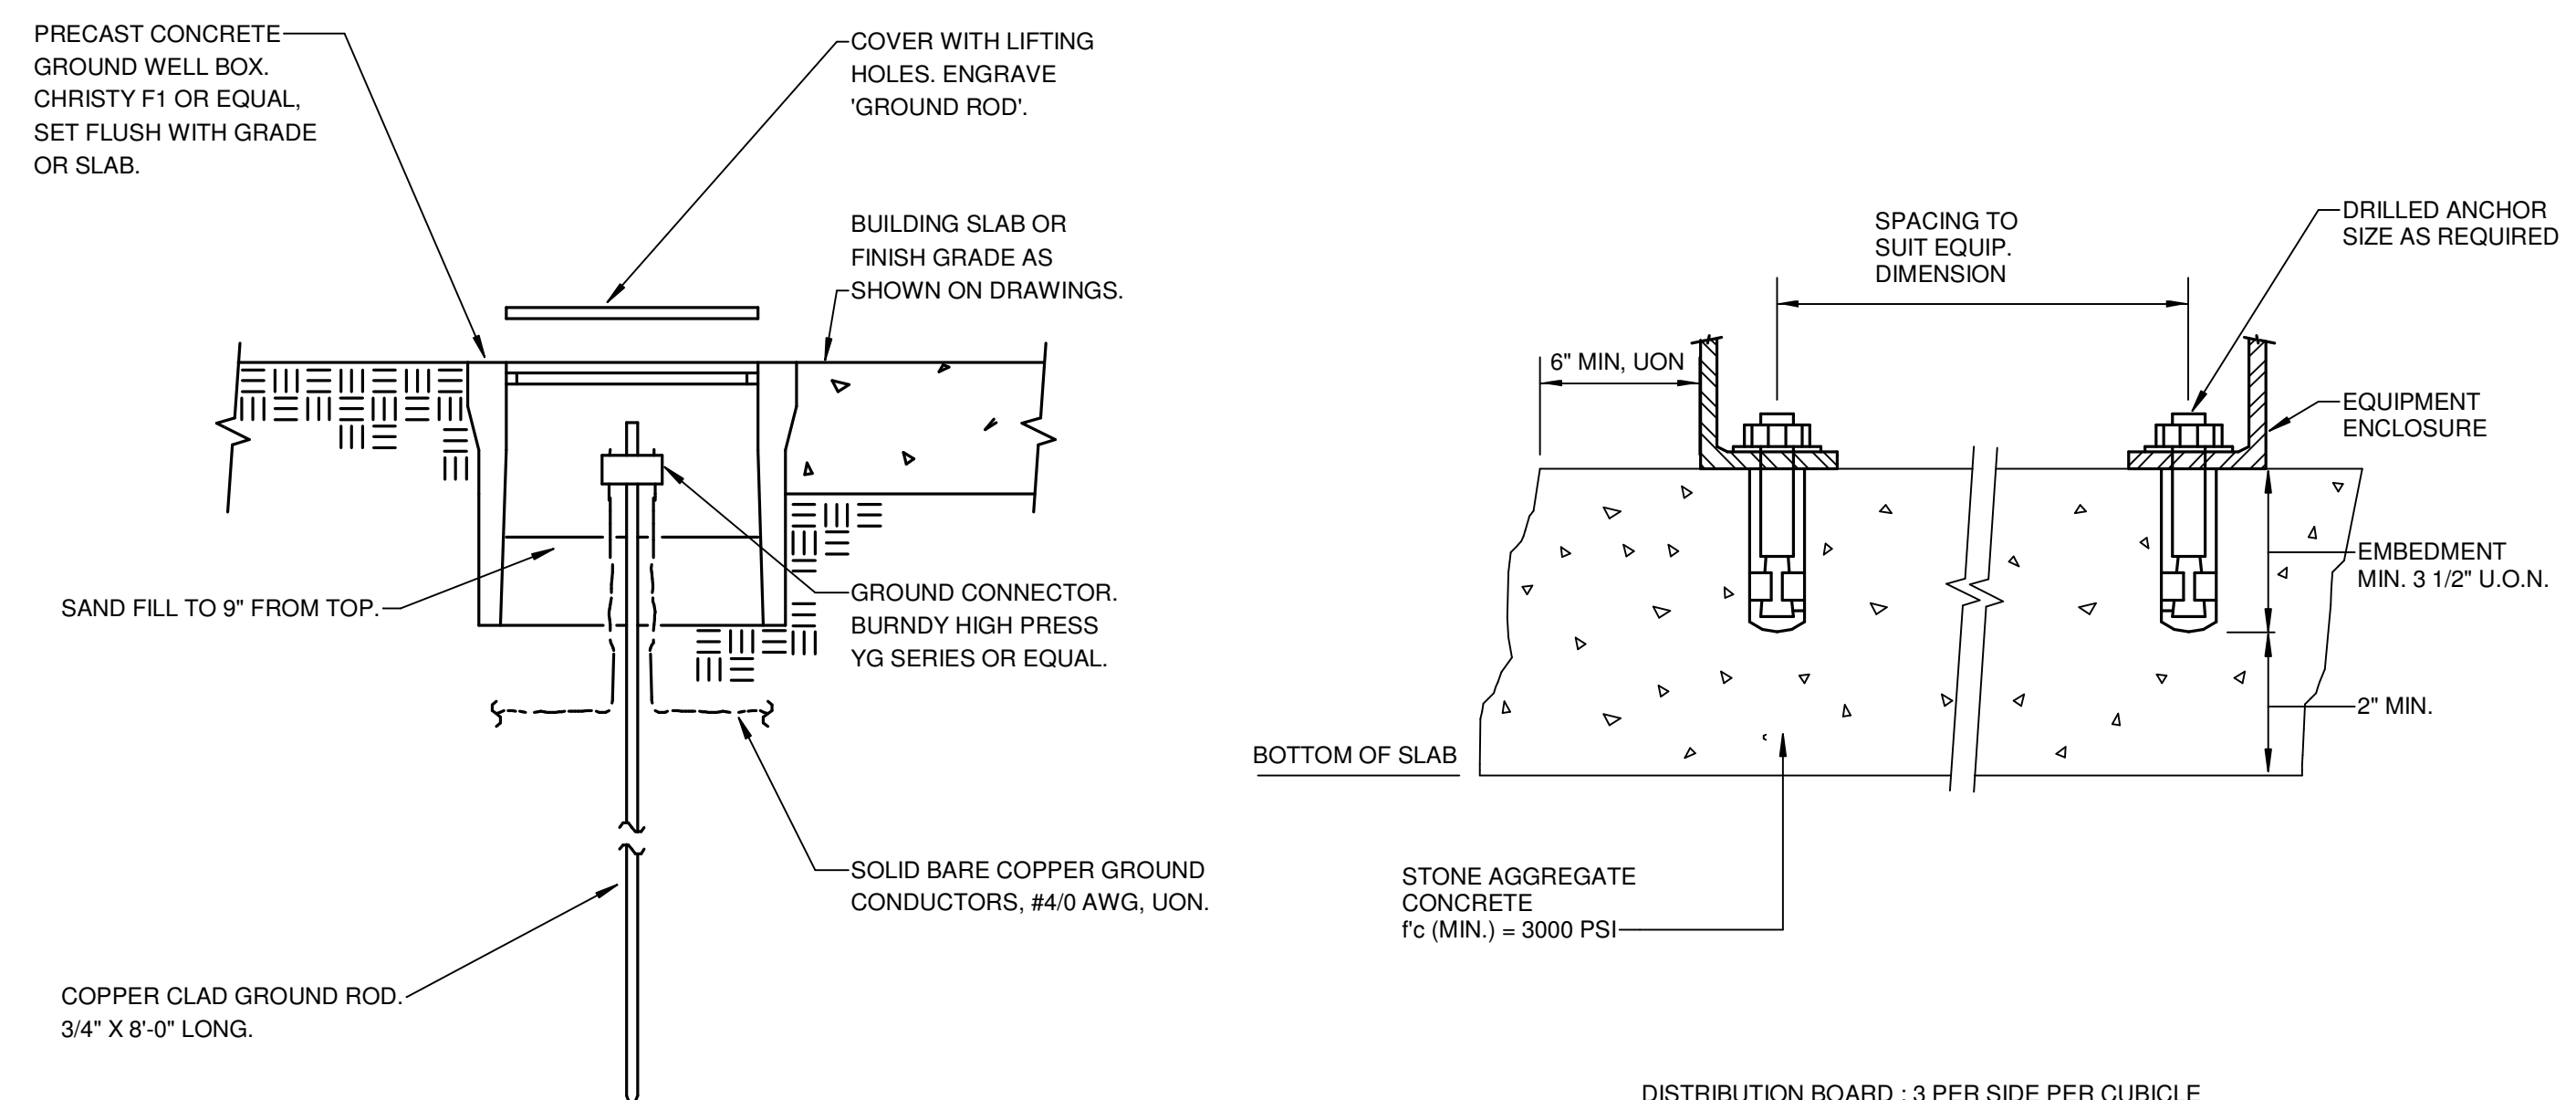 PRECAST CONCRETE
GROUND WELL BOX.
CHRISTY F1 OR EQUAL,
SET FLUSH WITH GRADE
OR SLAB.
COVER WITH LIFTING
HOLES. ENGRAVE
'GROUND ROD'.
BUILDING SLAB OR
FINISH GRADE AS
SHOWN ON DRAWINGS.
SAND FILL TO 9" FROM TOP.
GROUND CONNECTOR.
BURNDY HIGH PRESS
YG SERIES OR EQUAL.
SOLID BARE COPPER GROUND
CONDUCTORS, #4/0 AWG, UON.
COPPER CLAD GROUND ROD.
3/4" X 8'-0" LONG.
SPACING TO
SUIT EQUIP.
DIMENSION
DRILLED ANCHOR
SIZE AS REQUIRED
6" MIN, UON
EQUIPMENT
ENCLOSURE
EMBEDMENT
MIN. 3 1/2" U.O.N.
2" MIN.
BOTTOM OF SLAB
STONE AGGREGATE
CONCRETE
f'c (MIN.) = 3000 PSI
DISTRIBUTION BOARD : 3 PER SIDE PER CUBICLE